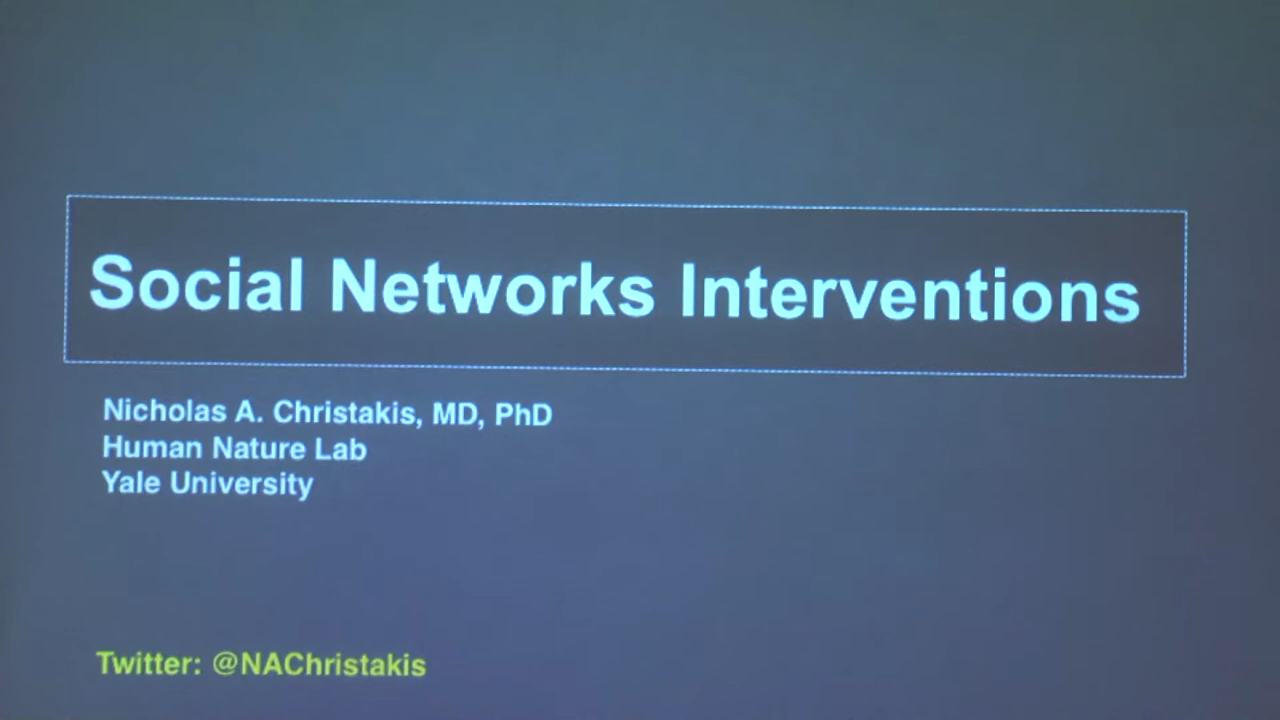 Social Networks Interventions
Nicholas A. Christakis, MD, PhD
Human Nature Lab
Yale University
Twitter: @NAChristakis